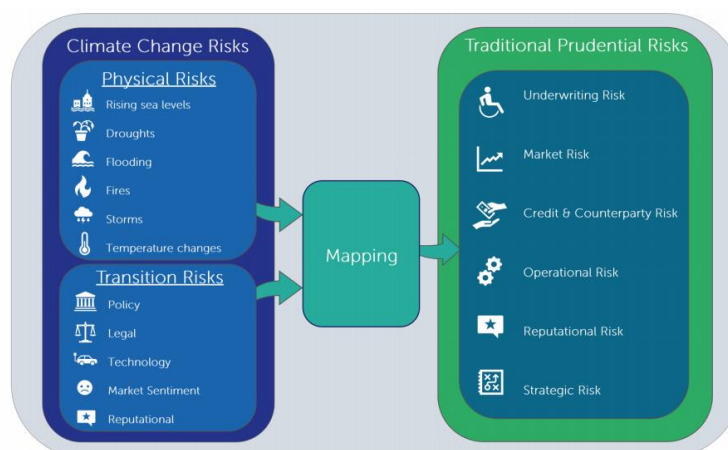 Climate Change Risks
Physical Risks
Rising sea levels
Droughts
Flooding
Fires
Storms
Temperature changes
Transition Risks
Policy
Legal
Technology
Market Sentiment
Reputational
Mapping
Traditional Prudential Risks
Underwriting Risk
Market Risk
Credit & Counterparty Risk
Operational Risk
Reputational Risk
Strategic Risk